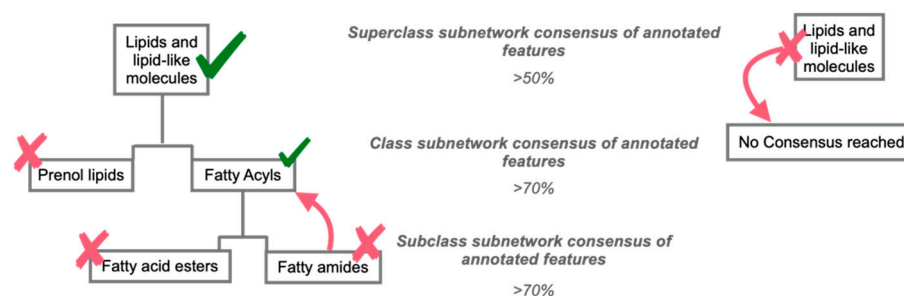 Lipids and
lipid-like
molecules
Superclass subnetwork consensus of annotated
features
>50%
Lipids and
lipid-like
molecules
No Consensus reached
Prenol lipids
Fatty Acyls
Class subnetwork consensus of annotated
features
>70%
Fatty acid esters
Fatty amides
Subclass subnetwork consensus of
annotated features
>70%